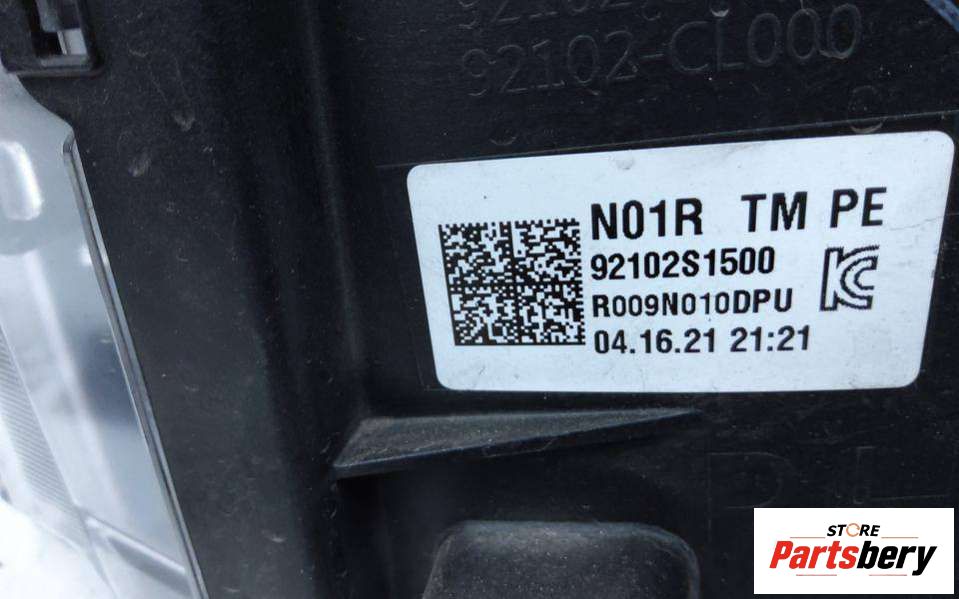 92102-CL000
N01R TM PE
92102S1500
R009N010DPU
04.16.21 21:21
STORE
Partsbery